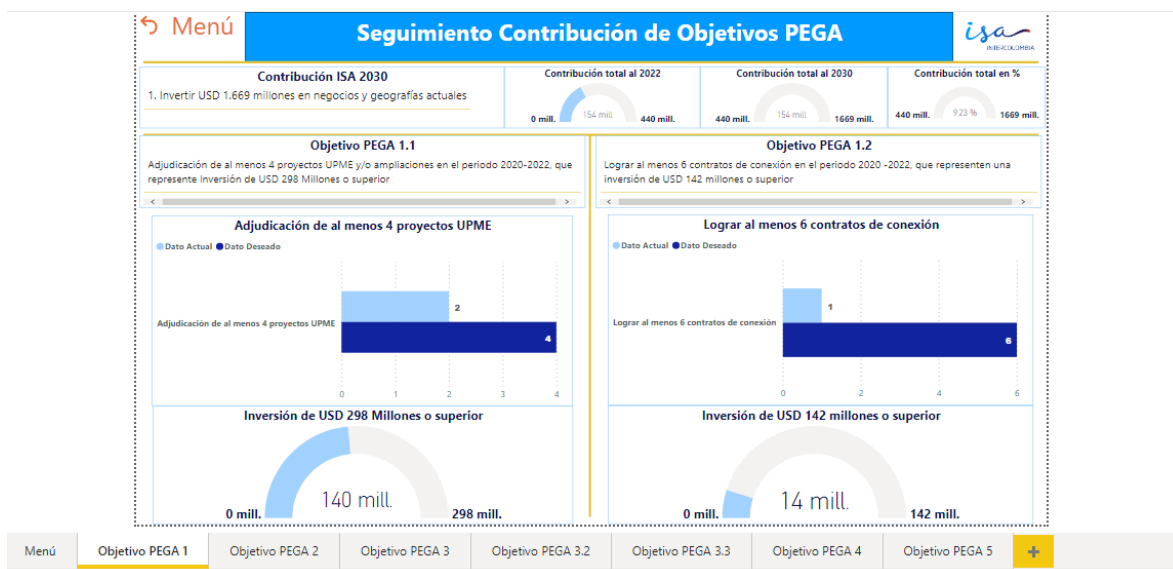 Menú
Seguimiento Contribución de Objetivos PEGA
isa
INTERCOLOMBIA
Contribución ISA 2030
1. Invertir USD 1.669 millones en negocios y geografías actuales
Contribución total al 2022
154 mill.
0 mill.
440 mill.
Contribución total al 2030
154 mill.
440 mill.
1669 mill.
Contribución total en %
9.23 %
440 mill.
1669 mill.
Objetivo PEGA 1.1
Adjudicación de al menos 4 proyectos UPME y/o ampliaciones en el periodo 2020-2022, que
represente Inversión de USD 298 Millones o superior
Objetivo PEGA 1.2
Lograr al menos 6 contratos de conexión en el periodo 2020 -2022, que representen una
inversión de USD 142 millones o superior
Adjudicación de al menos 4 proyectos UPME
Dato Actual Dato Deseado
Adjudicación de al menos 4 proyectos UPME
2
4
0 1 2 3 4
Lograr al menos 6 contratos de conexión
Dato Actual Dato Deseado
Lograr al menos 6 contratos de conexión
1
6
0 2 4 6
Inversión de USD 298 Millones o superior
140 mill.
0 mill.
298 mill.
Inversión de USD 142 millones o superior
14 mill.
0 mill.
142 mill.
Menú
Objetivo PEGA 1
Objetivo PEGA 2
Objetivo PEGA 3
Objetivo PEGA 3.2
Objetivo PEGA 3.3
Objetivo PEGA 4
Objetivo PEGA 5
+